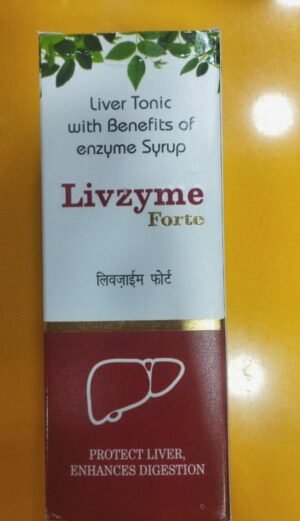 Liver Tonic
with Benefits of
enzyme Syrup
Livzyme
Forte
लिवज़ाईम फोर्ट
PROTECT LIVER,
ENHANCES DIGESTION